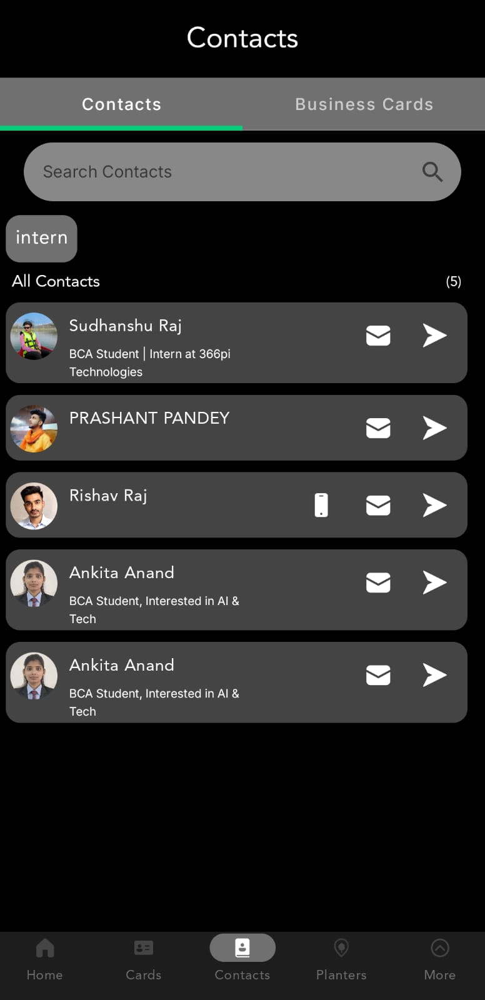 Contacts
Contacts
Business Cards
Search Contacts
intern
All Contacts
(5)
Sudhanshu Raj
BCA Student | Intern at 366pi
Technologies
PRASHANT PANDEY
Rishav Raj
Ankita Anand
BCA Student, Interested in AI &
Tech
Ankita Anand
BCA Student, Interested in AI &
Tech
Home
Cards
Contacts
Planters
More